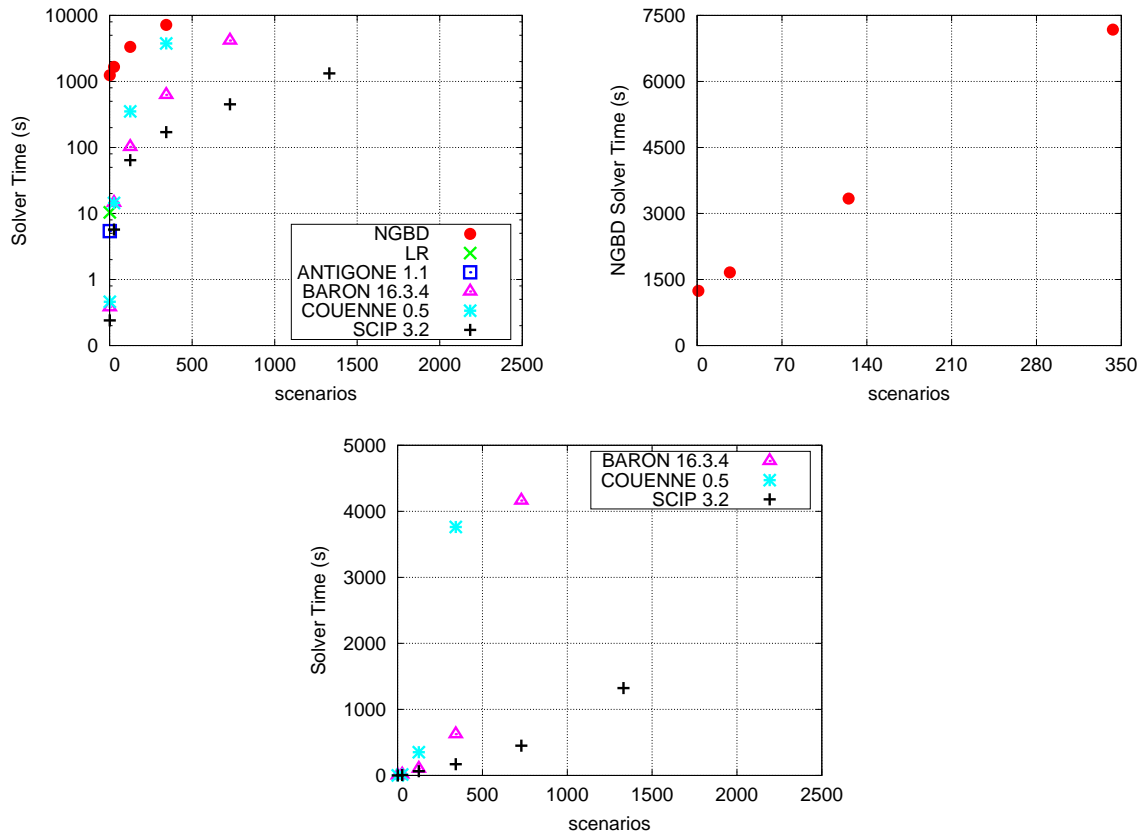 10000
1000
100
10
1
0
Solver Time (s)
0 500 1000 1500 2000 2500
scenarios
NGBD
LR
ANTIGONE 1.1
BARON 16.3.4
COUENNE 0.5
SCIP 3.2
7500
6000
4500
3000
1500
0
NGBD Solver Time (s)
0 70 140 210 280 350
scenarios
5000
4000
3000
2000
1000
0
Solver Time (s)
0 500 1000 1500 2000 2500
scenarios
BARON 16.3.4
COUENNE 0.5
SCIP 3.2